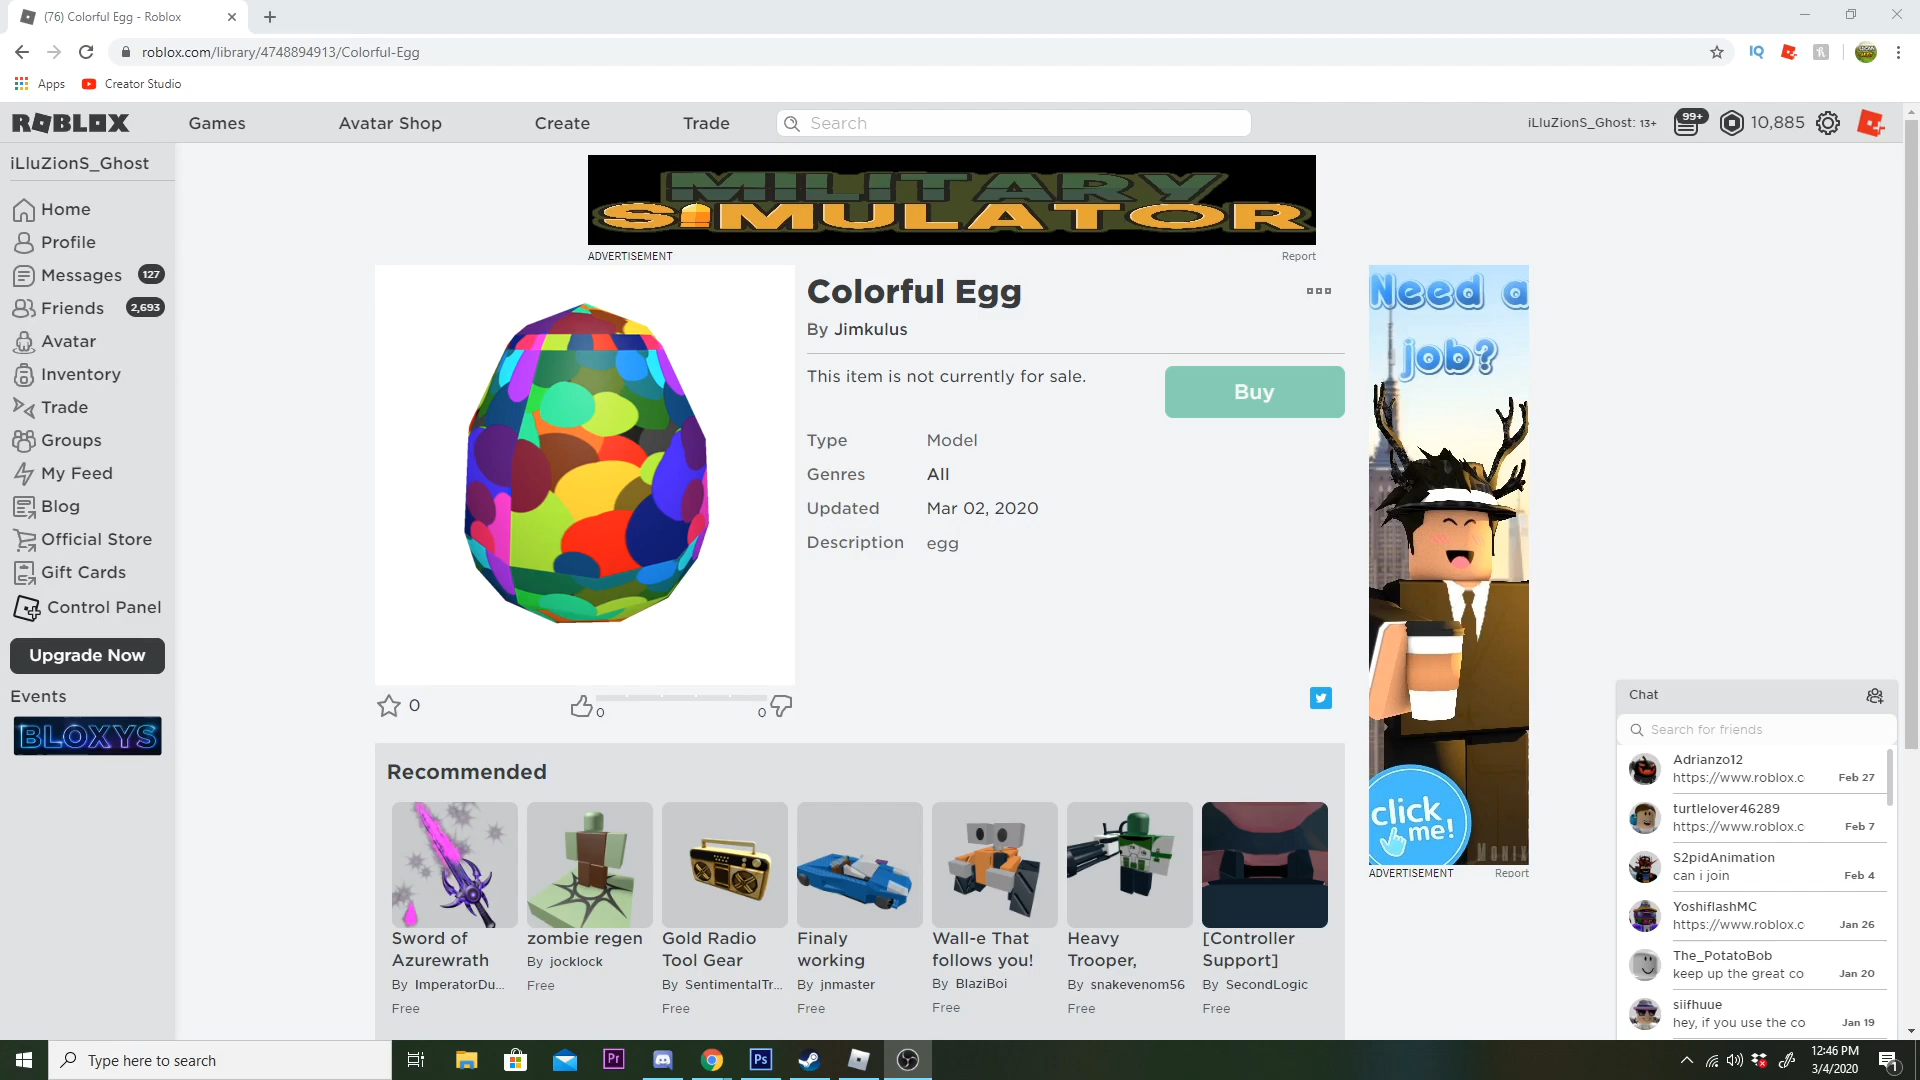 (76) Colorful Egg - Roblox
roblox.com/library/4748894913/Colorful-Egg
IQ
Apps
Creator Studio
ROBLOX
Games
Avatar Shop
Create
Trade
Search
iLluZionS_Ghost: 13+
99+
10,885
iLluZionS_Ghost
Home
Profile
Messages 127
Friends 2,693
Avatar
Inventory
Trade
Groups
My Feed
Blog
Official Store
Gift Cards
Control Panel
Upgrade Now
Events
BLOXYS
MILITARY
SIMULATOR
ADVERTISEMENT
Report
Colorful Egg
By Jimkulus
This item is not currently for sale.
Buy
Type Model
Genres All
Updated Mar 02, 2020
Description egg
0
0
0
Need a
job?
click
me!
MONIX
ADVERTISEMENT
Report
Recommended
Sword of
Azurewrath
By ImperatorDu...
Free
zombie regen
By jocklock
Free
Gold Radio
Tool Gear
By SentimentalTr...
Free
Finaly
working
By jnmaster
Free
Wall-e That
follows you!
By BlaziBoi
Free
Heavy
Trooper,
By snakevenom56
Free
[Controller
Support]
By SecondLogic
Free
Chat
Search for friends
Adrianzo12
https://www.roblox.c Feb 27
turtlelover46289
https://www.roblox.c Feb 7
S2pidAnimation
can i join Feb 4
YoshiflashMC
https://www.roblox.c Jan 26
The_PotatoBob
keep up the great co Jan 20
siifhuue
hey, if you use the co Jan 19
Type here to search
Pr
Ps
12:46 PM
3/4/2020
1